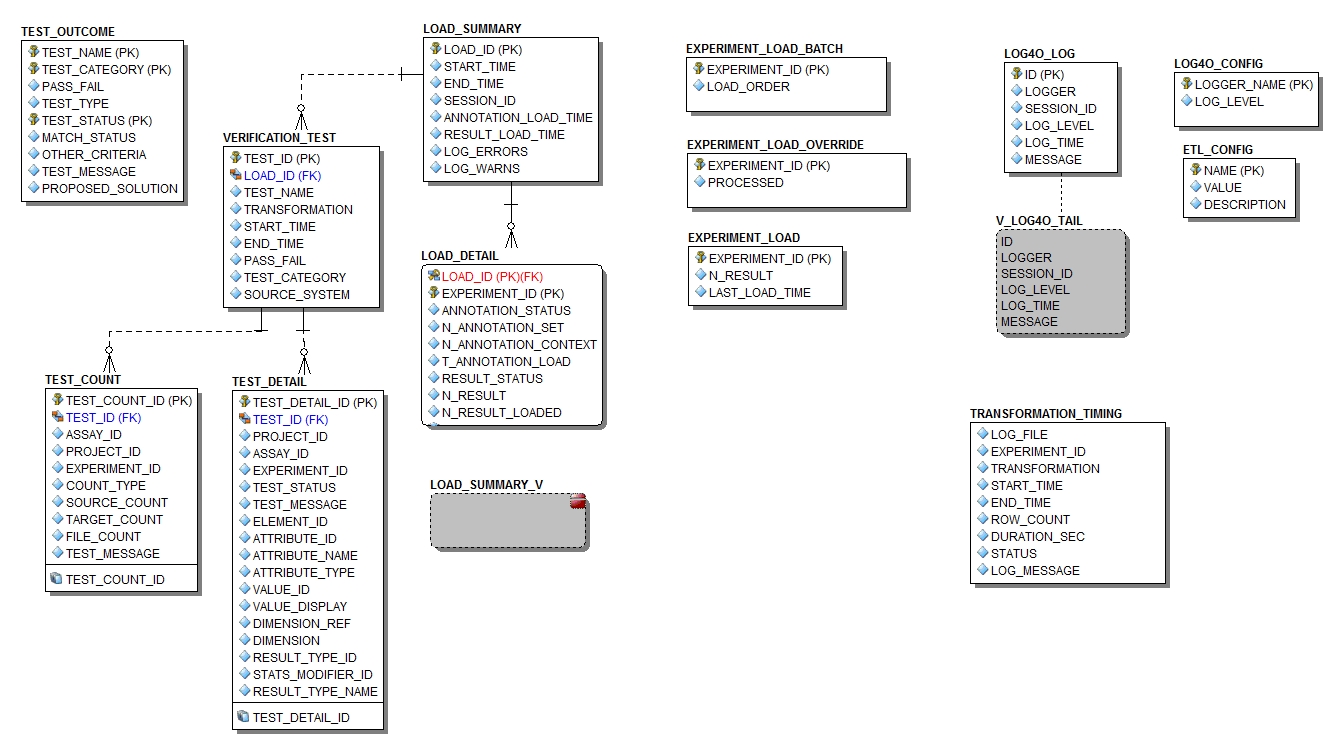 TEST_OUTCOME
TEST_NAME (PK)
TEST_CATEGORY (PK)
PASS_FAIL
TEST_TYPE
TEST_STATUS (PK)
MATCH_STATUS
OTHER_CRITERIA
TEST_MESSAGE
PROPOSED_SOLUTION
VERIFICATION_TEST
TEST_ID (PK)
LOAD_ID (FK)
TEST_NAME
TRANSFORMATION
START_TIME
END_TIME
PASS_FAIL
TEST_CATEGORY
SOURCE_SYSTEM
LOAD_SUMMARY
LOAD_ID (PK)
START_TIME
END_TIME
SESSION_ID
ANNOTATION_LOAD_TIME
RESULT_LOAD_TIME
LOG_ERRORS
LOG_WARNS
LOAD_DETAIL
LOAD_ID (PK)(FK)
EXPERIMENT_ID (PK)
ANNOTATION_STATUS
N_ANNOTATION_SET
N_ANNOTATION_CONTEXT
T_ANNOTATION_LOAD
RESULT_STATUS
N_RESULT
N_RESULT_LOADED
TEST_COUNT
TEST_COUNT_ID (PK)
TEST_ID (FK)
ASSAY_ID
PROJECT_ID
EXPERIMENT_ID
COUNT_TYPE
SOURCE_COUNT
TARGET_COUNT
FILE_COUNT
TEST_MESSAGE
TEST_COUNT_ID
TEST_DETAIL
TEST_DETAIL_ID (PK)
TEST_ID (FK)
PROJECT_ID
ASSAY_ID
EXPERIMENT_ID
TEST_STATUS
TEST_MESSAGE
ELEMENT_ID
ATTRIBUTE_ID
ATTRIBUTE_NAME
ATTRIBUTE_TYPE
VALUE_ID
VALUE_DISPLAY
DIMENSION_REF
DIMENSION
RESULT_TYPE_ID
STATS_MODIFIER_ID
RESULT_TYPE_NAME
TEST_DETAIL_ID
LOAD_SUMMARY_V
EXPERIMENT_LOAD_BATCH
EXPERIMENT_ID (PK)
LOAD_ORDER
EXPERIMENT_LOAD_OVERRIDE
EXPERIMENT_ID (PK)
PROCESSED
EXPERIMENT_LOAD
EXPERIMENT_ID (PK)
N_RESULT
LAST_LOAD_TIME
LOG4O_LOG
ID (PK)
LOGGER
SESSION_ID
LOG_LEVEL
LOG_TIME
MESSAGE
V_LOG4O_TAIL
ID
LOGGER
SESSION_ID
LOG_LEVEL
LOG_TIME
MESSAGE
LOG4O_CONFIG
LOGGER_NAME (PK)
LOG_LEVEL
ETL_CONFIG
NAME (PK)
VALUE
DESCRIPTION
TRANSFORMATION_TIMING
LOG_FILE
EXPERIMENT_ID
TRANSFORMATION
START_TIME
END_TIME
ROW_COUNT
DURATION_SEC
STATUS
LOG_MESSAGE